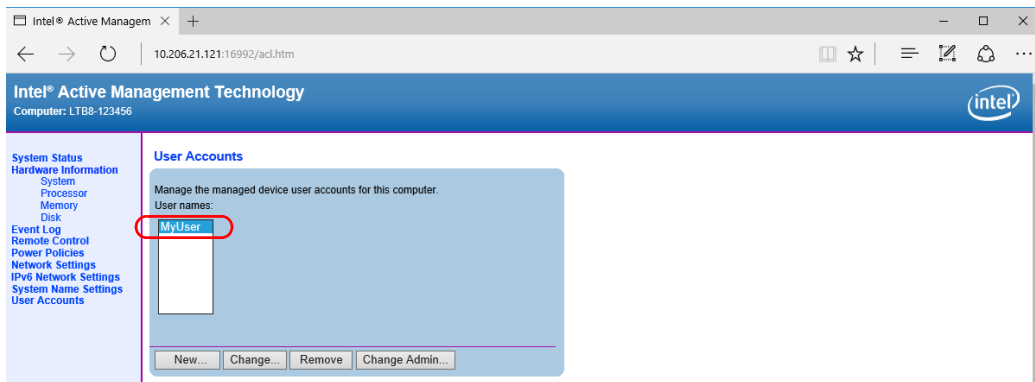 Intel® Active Managem
10.206.21.121:16992/acl.htm
Intel® Active Management Technology
Computer: LTB8-123456
intel
System Status
Hardware Information
System
Processor
Memory
Disk
Event Log
Remote Control
Power Policies
Network Settings
IPv6 Network Settings
System Name Settings
User Accounts
User Accounts
Manage the managed device user accounts for this computer.
User names:
MyUser
New... Change... Remove Change Admin...